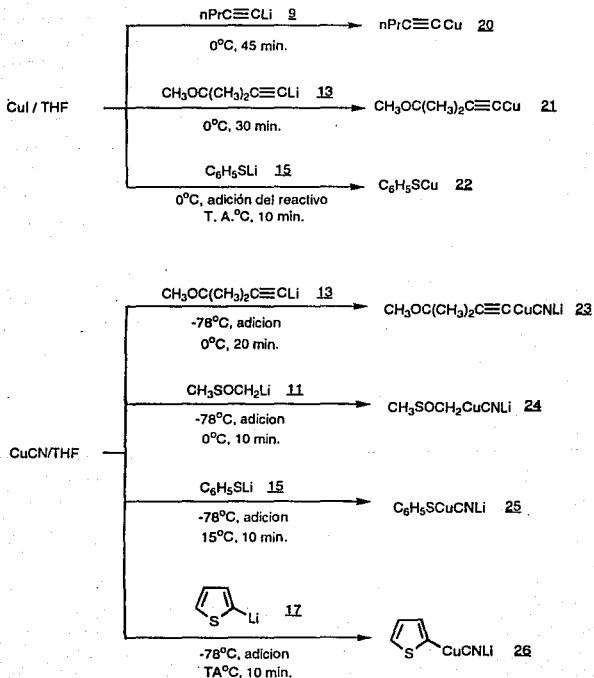 nPrC≡CLi 9
nPrC≡C Cu 20
0°C, 45 min.
CuI / THF
CH₃OC(CH₃)₂C≡CLi 13
CH₃OC(CH₃)₂C≡CCu 21
0°C, 30 min.
C₆H₅SLi 15
C₆H₅SCu 22
0°C, adición del reactivo
T. A.°C, 10 min.
CH₃OC(CH₃)₂C≡CLi 13
CH₃OC(CH₃)₂C≡C CuCNLi 23
-78°C, adicion
0°C, 20 min.
CH₃SOCH₂Li 11
CH₃SOCH₂CuCNLi 24
-78°C, adicion
0°C, 10 min.
CuCN/THF
C₆H₅SLi 15
C₆H₅SCuCNLi 25
-78°C, adicion
15°C, 10 min.
S Li 17
S CuCNLi 26
-78°C, adicion
TA°C, 10 min.